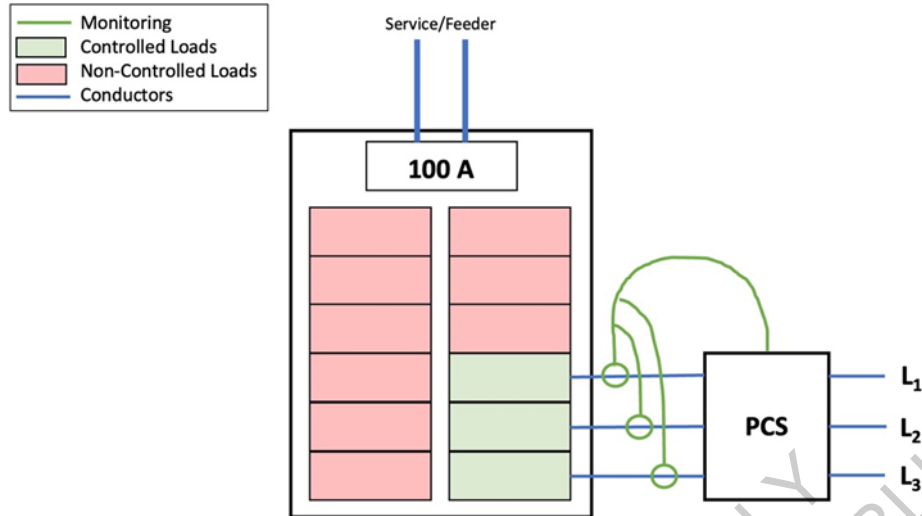 Monitoring
Controlled Loads
Non-Controlled Loads
Conductors
Service/Feeder
100 A
PCS
L1
L2
L3